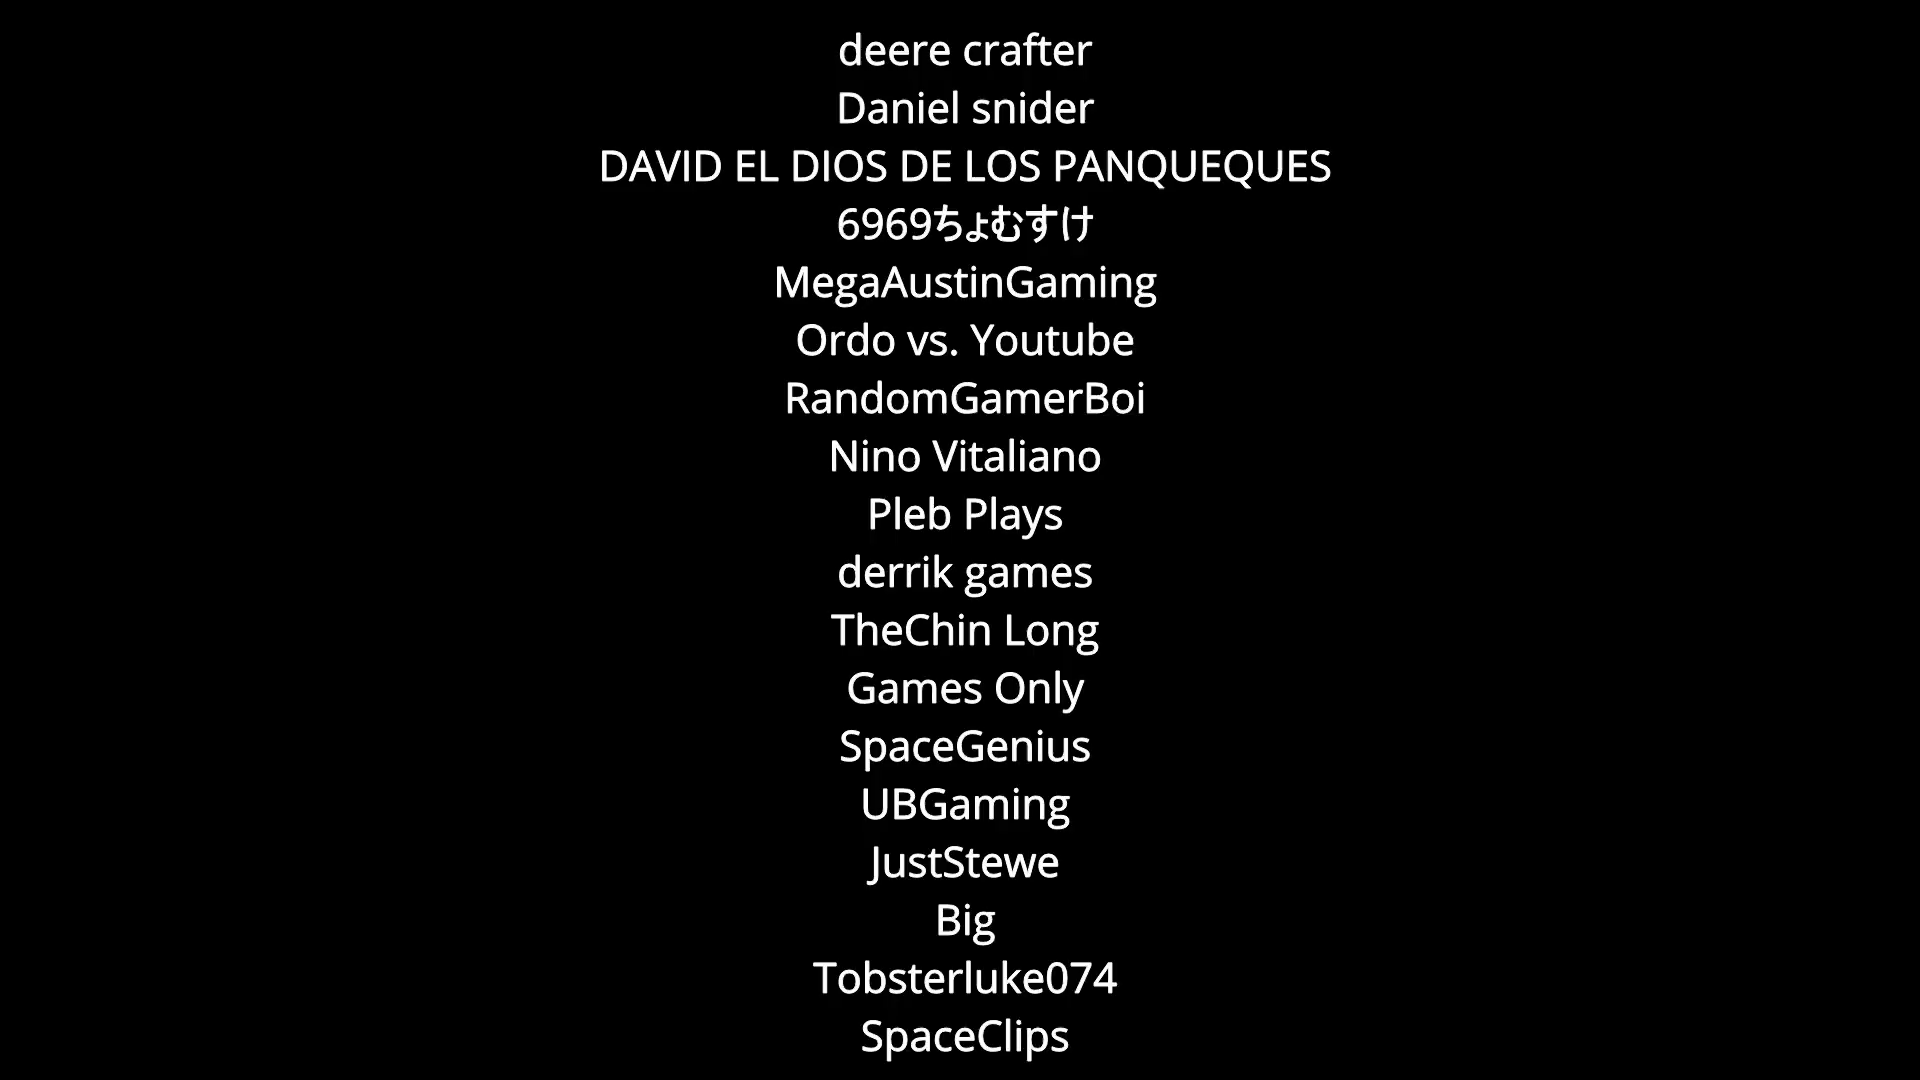 deere crafter
Daniel snider
DAVID EL DIOS DE LOS PANQUEQUES
6969ちょむすけ
MegaAustinGaming
Ordo vs. Youtube
RandomGamerBoi
Nino Vitaliano
Pleb Plays
derrik games
TheChin Long
Games Only
SpaceGenius
UBGaming
JustStewe
Big
Tobsterluke074
SpaceClips